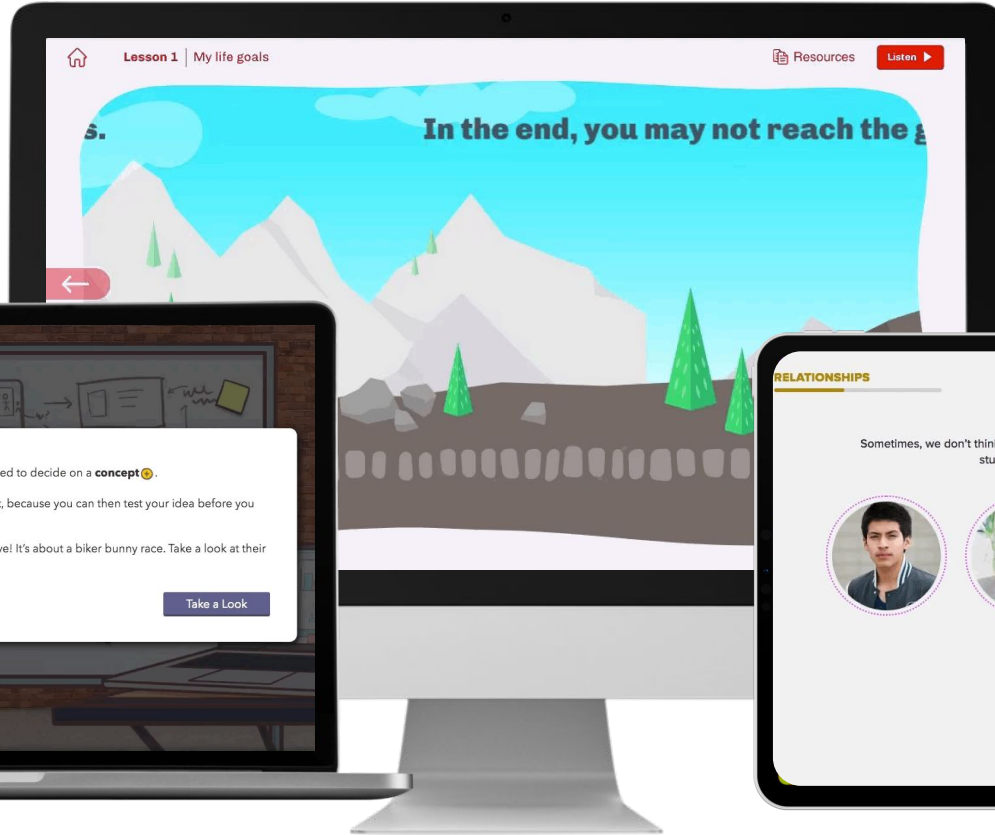 Lesson 1 | My life goals
Resources
Listen
s.
In the end, you may not reach the g
ed to decide on a concept
, because you can then test your idea before you
ve! It's about a biker bunny race. Take a look at their
Take a Look
RELATIONSHIPS
Sometimes, we don't thin
stu